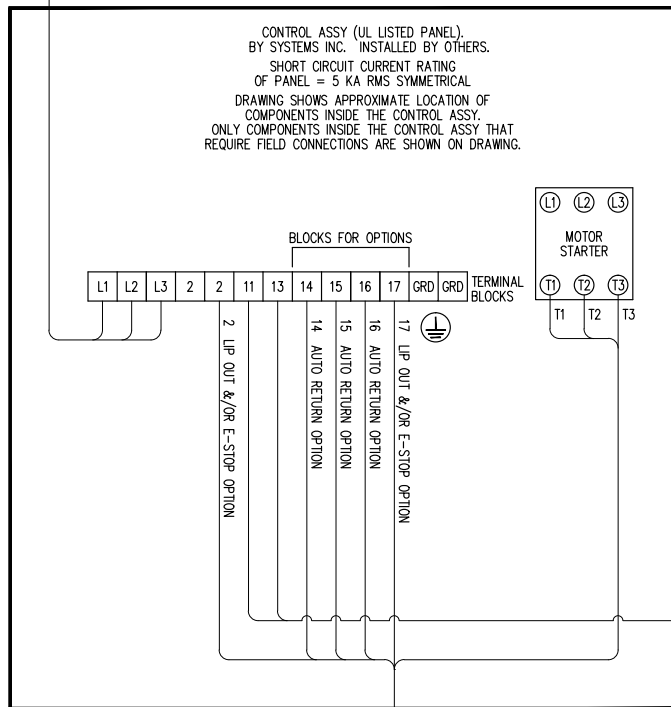 CONTROL ASSY (UL LISTED PANEL).
BY SYSTEMS INC. INSTALLED BY OTHERS.
SHORT CIRCUIT CURRENT RATING
OF PANEL = 5 KA RMS SYMMETRICAL
DRAWING SHOWS APPROXIMATE LOCATION OF
COMPONENTS INSIDE THE CONTROL ASSY.
ONLY COMPONENTS INSIDE THE CONTROL ASSY THAT
REQUIRE FIELD CONNECTIONS ARE SHOWN ON DRAWING.
L1 L2 L3
MOTOR
STARTER
T1 T2 T3
T1 T2 T3
BLOCKS FOR OPTIONS
L1 L2 L3 2 2 11 13 14 15 16 17 GRD GRD
TERMINAL
BLOCKS
2 LIP OUT &/OR E-STOP OPTION
14 AUTO RETURN OPTION
15 AUTO RETURN OPTION
16 AUTO RETURN OPTION
17 LIP OUT &/OR E-STOP OPTION